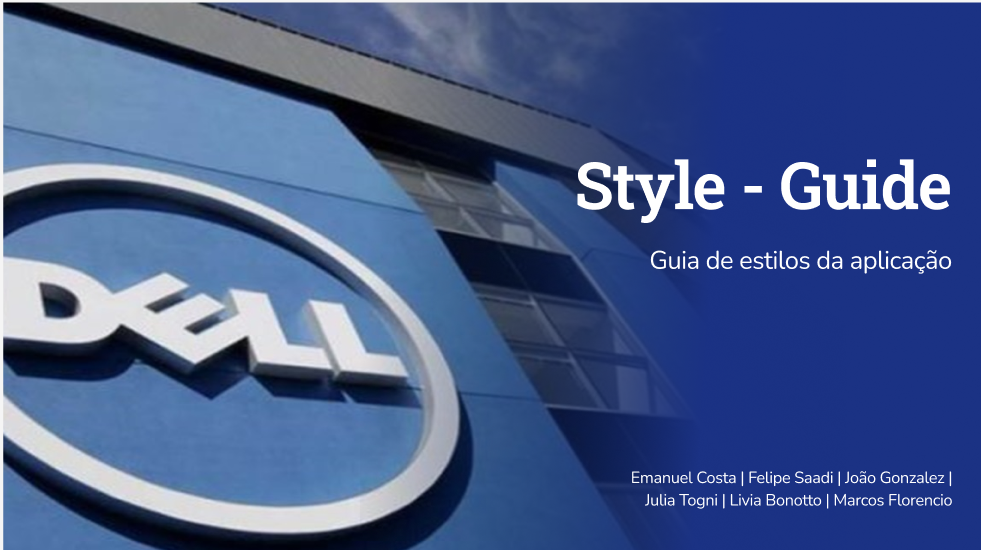 DELL
Style - Guide
Guia de estilos da aplicação
Emanuel Costa | Felipe Saadi | João Gonzalez |
Julia Togni | Livia Bonotto | Marcos Florencio